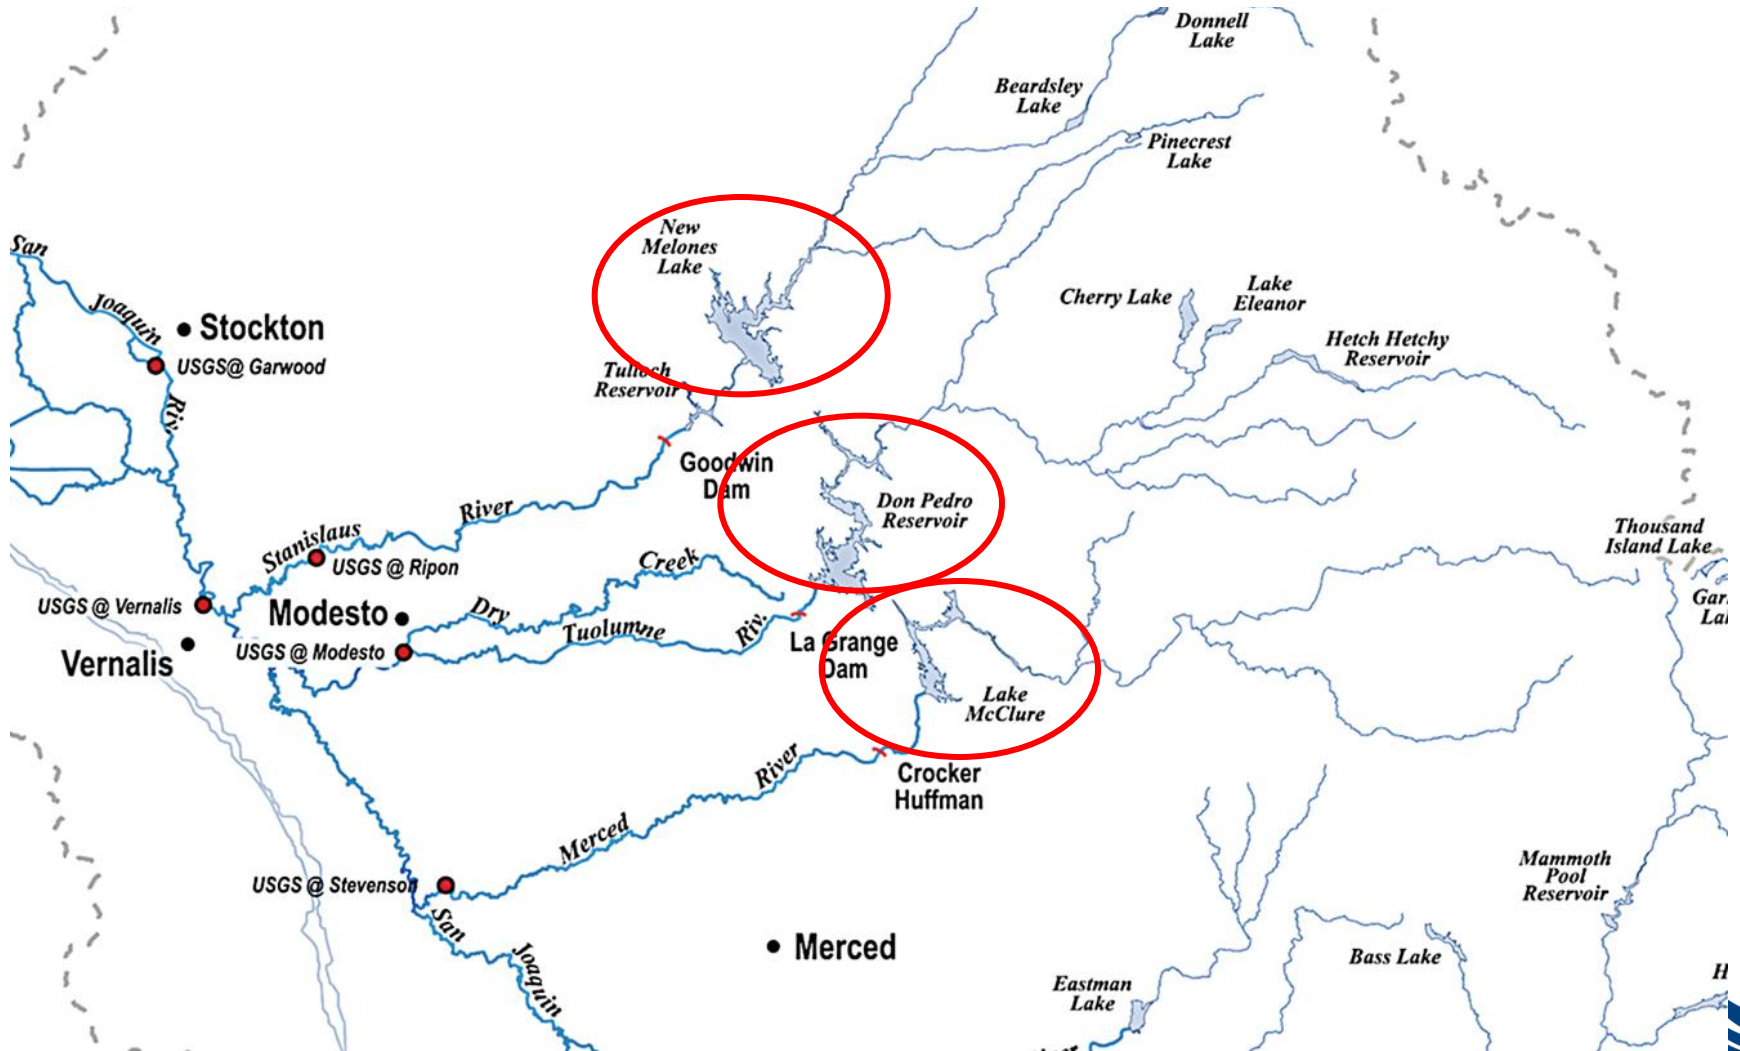 Donnell
Lake
Beardsley
Lake
Pinecrest
Lake
New
Melones
Lake
San
Joaquin
Riv.
Stockton
USGS@ Garwood
Cherry Lake
Lake
Eleanor
Hetch Hetchy
Reservoir
Tulloch
Reservoir
Goodwin
Dam
Don Pedro
Reservoir
Stanislaus
River
USGS @ Ripon
Thousand
Island Lake
USGS @ Vernalis
Modesto
Dry
Creek
Tuolumne
Riv.
USGS @ Modesto
Vernalis
La Grange
Dam
Lake
McClure
Crocker
Huffman
Merced
River
USGS @ Stevenson
San
Joaquin
Merced
Mammoth
Pool
Reservoir
Bass Lake
Eastman
Lake
H